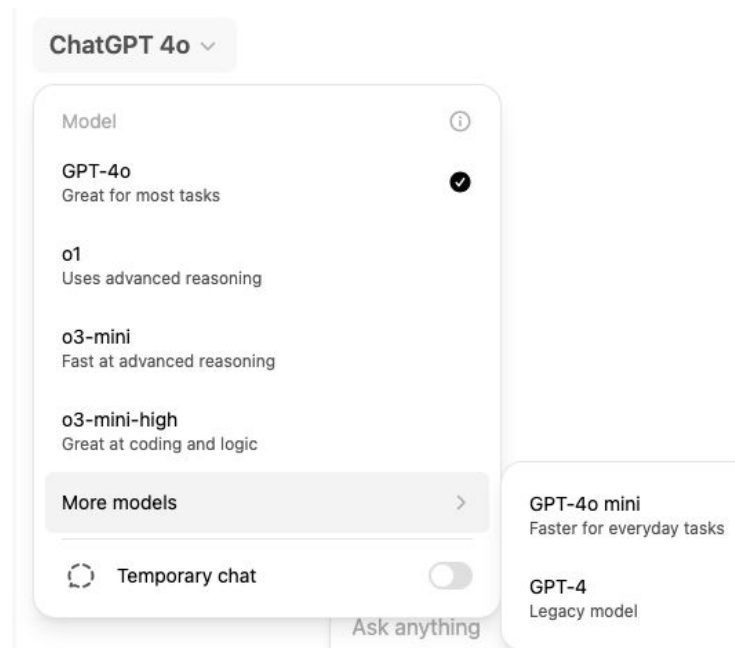 ChatGPT 4o
Model
GPT-4o
Great for most tasks
o1
Uses advanced reasoning
o3-mini
Fast at advanced reasoning
o3-mini-high
Great at coding and logic
More models
GPT-4o mini
Faster for everyday tasks
GPT-4
Legacy model
Temporary chat
Ask anything